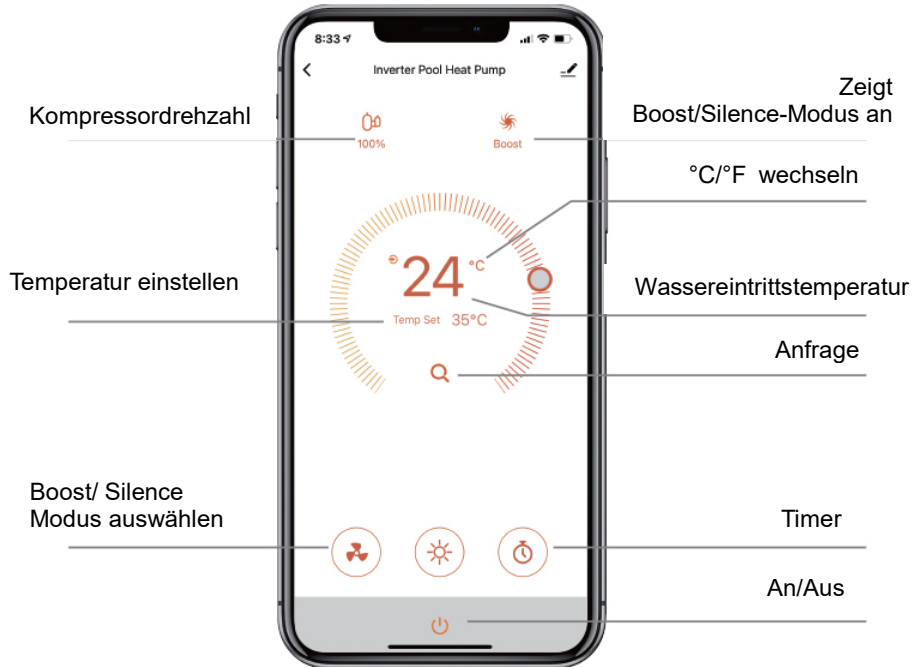 8:33
Inverter Pool Heat Pump
Zeigt
Boost/Silence-Modus an
Kompressordrehzahl
100%
Boost
°C/°F wechseln
24 °C
Temperatur einstellen
Wassereintrittstemperatur
Temp Set 35°C
Anfrage
Boost/ Silence
Modus auswählen
Timer
An/Aus